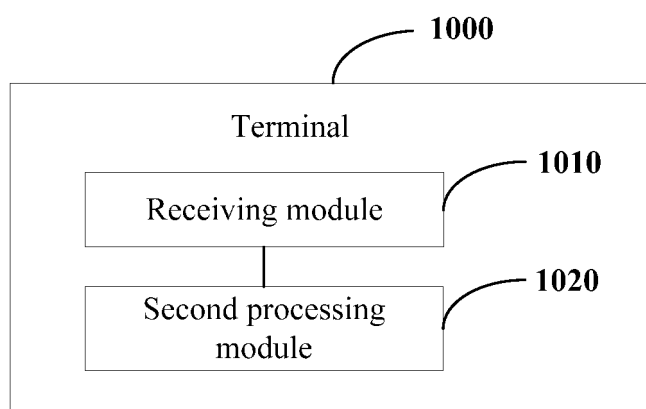 1000
Terminal
1010
Receiving module
1020
Second processing
module